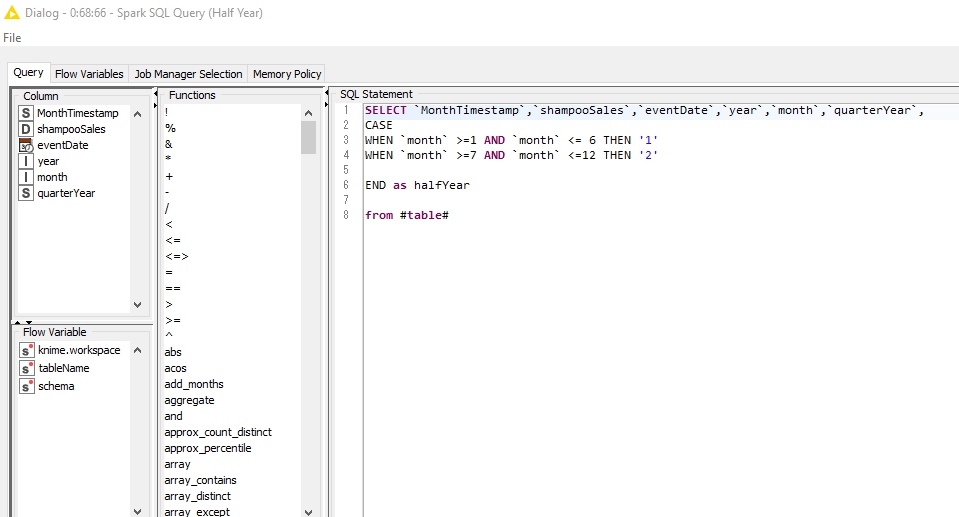 Dialog - 0:68:66 - Spark SQL Query (Half Year)
File
Query Flow Variables Job Manager Selection Memory Policy
Column
S MonthTimestamp
D shampooSales
eventDate
I year
I month
S quarterYear
Flow Variable
s knime.workspace
s tableName
s schema
Functions
!
%
&
*
+
-
/
<
<=
<=>
=
==
>
>=
^
abs
acos
add_months
aggregate
and
approx_count_distinct
approx_percentile
array
array_contains
array_distinct
array_except
SQL Statement
1 SELECT `MonthTimestamp`,`shampooSales`,`eventDate`,`year`,`month`,`quarterYear`,
2 CASE
3 WHEN `month` >=1 AND `month` <= 6 THEN '1'
4 WHEN `month` >=7 AND `month` <=12 THEN '2'
5
6 END as halfYear
7
8 from #table#